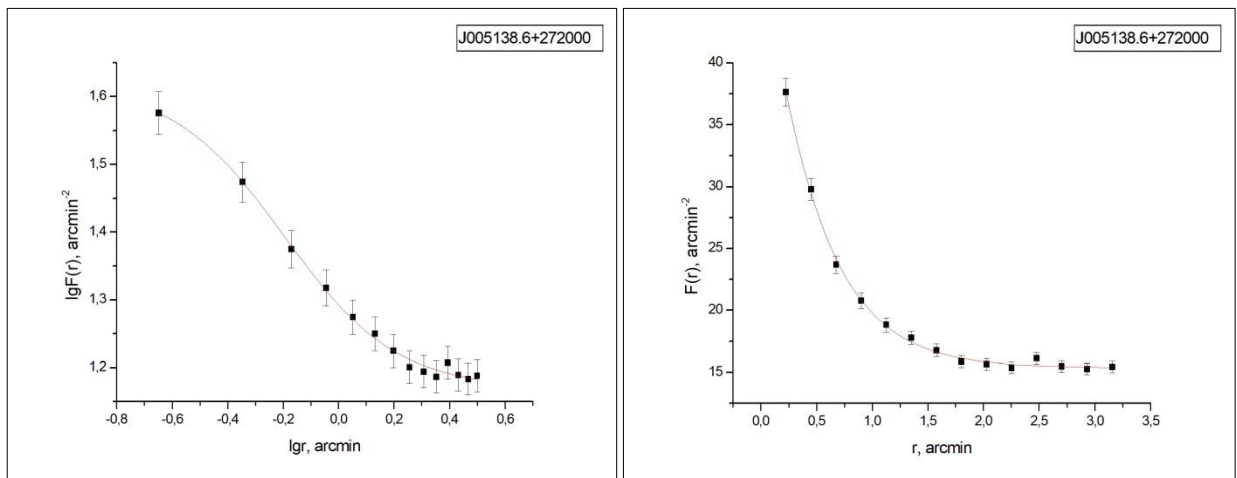 J005138.6+272000
1,6
1,5
1,4
1,3
1,2
lgF(r), arcmin⁻²
-0,8 -0,6 -0,4 -0,2 0,0 0,2 0,4 0,6
lgr, arcmin
J005138.6+272000
40
35
30
25
20
15
F(r), arcmin⁻²
0,0 0,5 1,0 1,5 2,0 2,5 3,0 3,5
r, arcmin